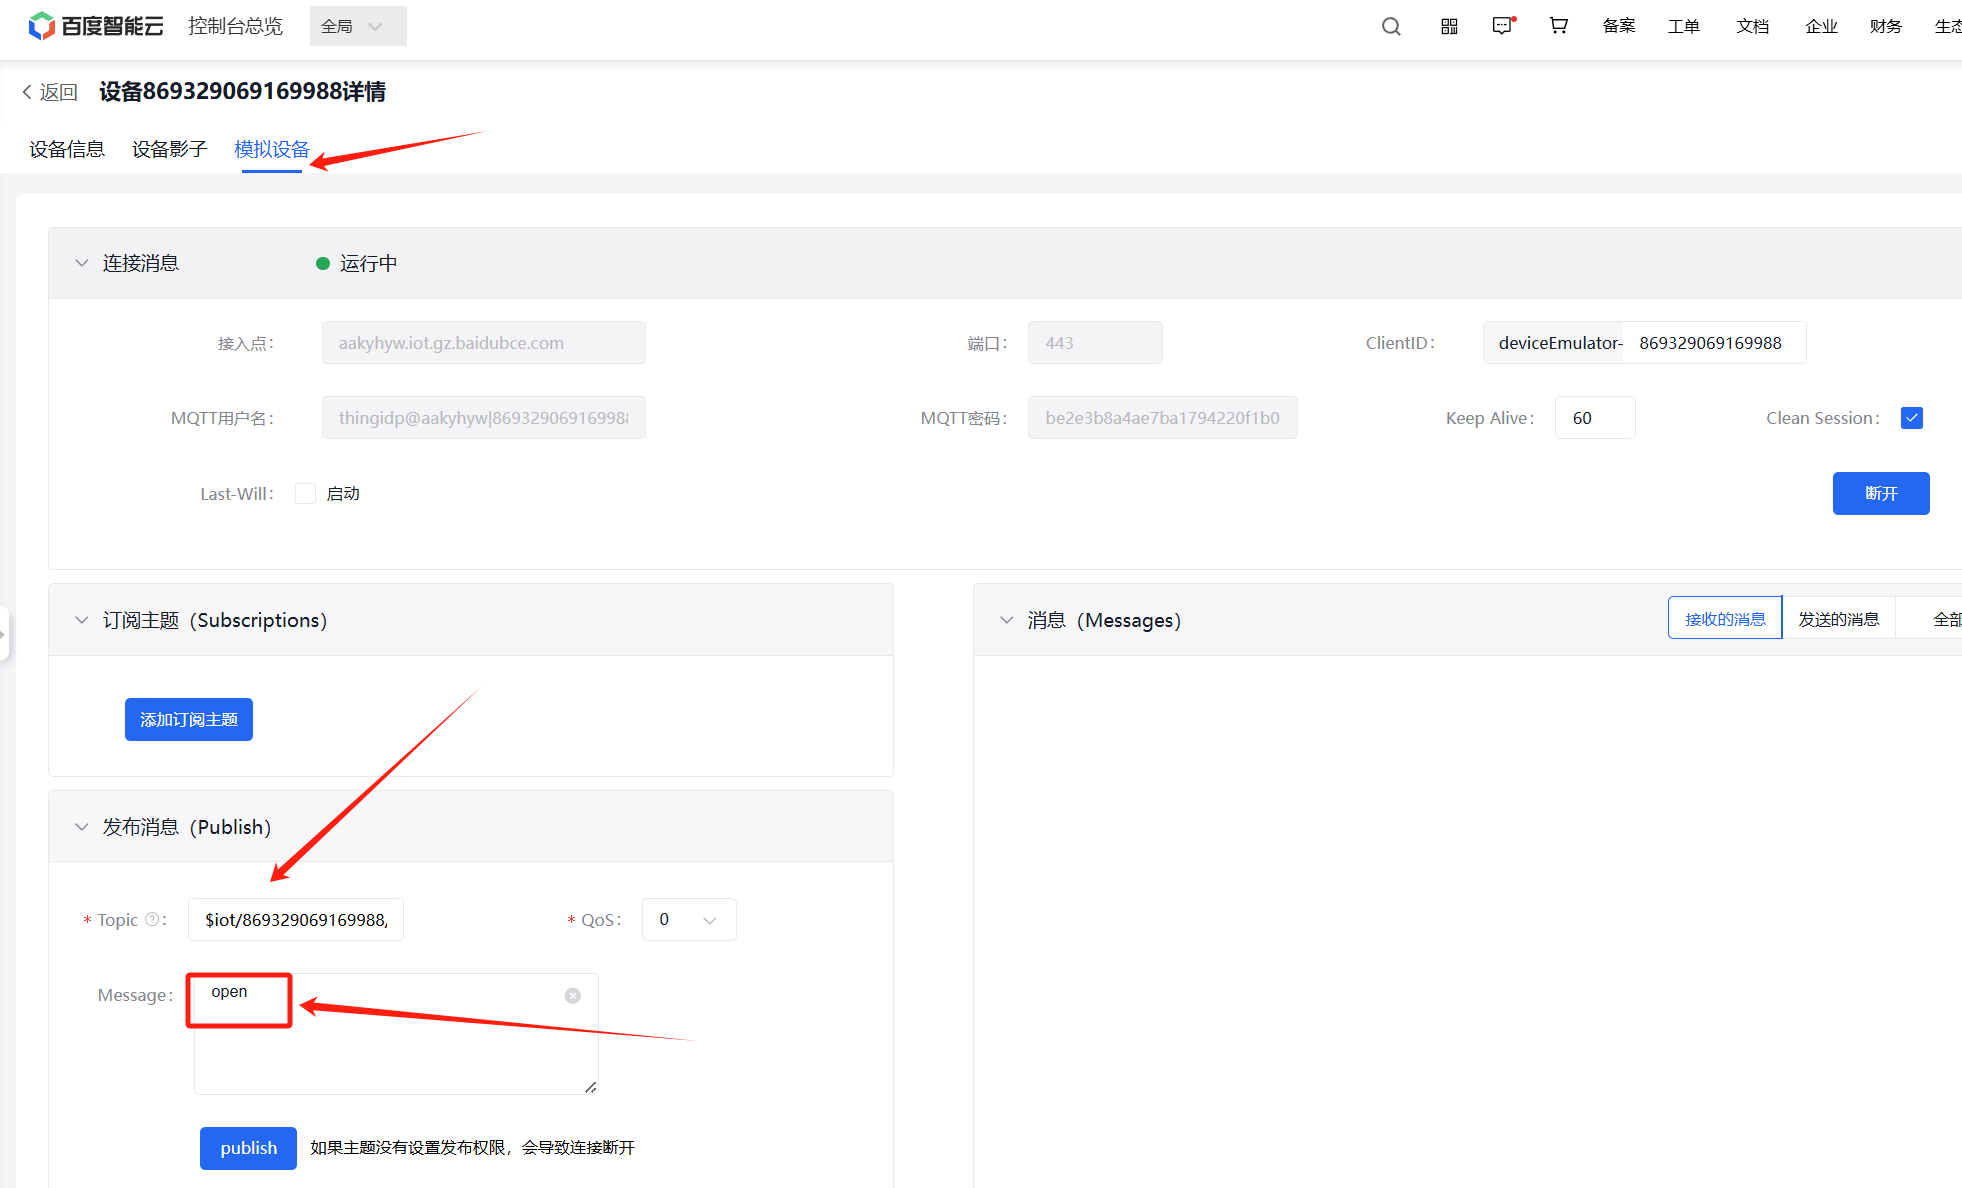 百度智能云 控制台总览 全局 备案 工单 文档 企业 财务 生态
返回 设备869329069169988详情
设备信息 设备影子 模拟设备
连接消息 运行中
接入点： aakyhyw.iot.gz.baidubce.com 端口： 443 ClientID： deviceEmulator- 869329069169988
MQTT用户名： thingidp@aakyhyw|869329069169988 MQTT密码： be2e3b8a4ae7ba1794220f1b0 Keep Alive： 60 Clean Session：
Last-Will： 启动 断开
订阅主题（Subscriptions） 消息（Messages） 接收的消息 发送的消息 全部
添加订阅主题
发布消息（Publish）
* Topic ?： $iot/869329069169988/ * QoS： 0
Message： open
publish 如果主题没有设置发布权限，会导致连接断开